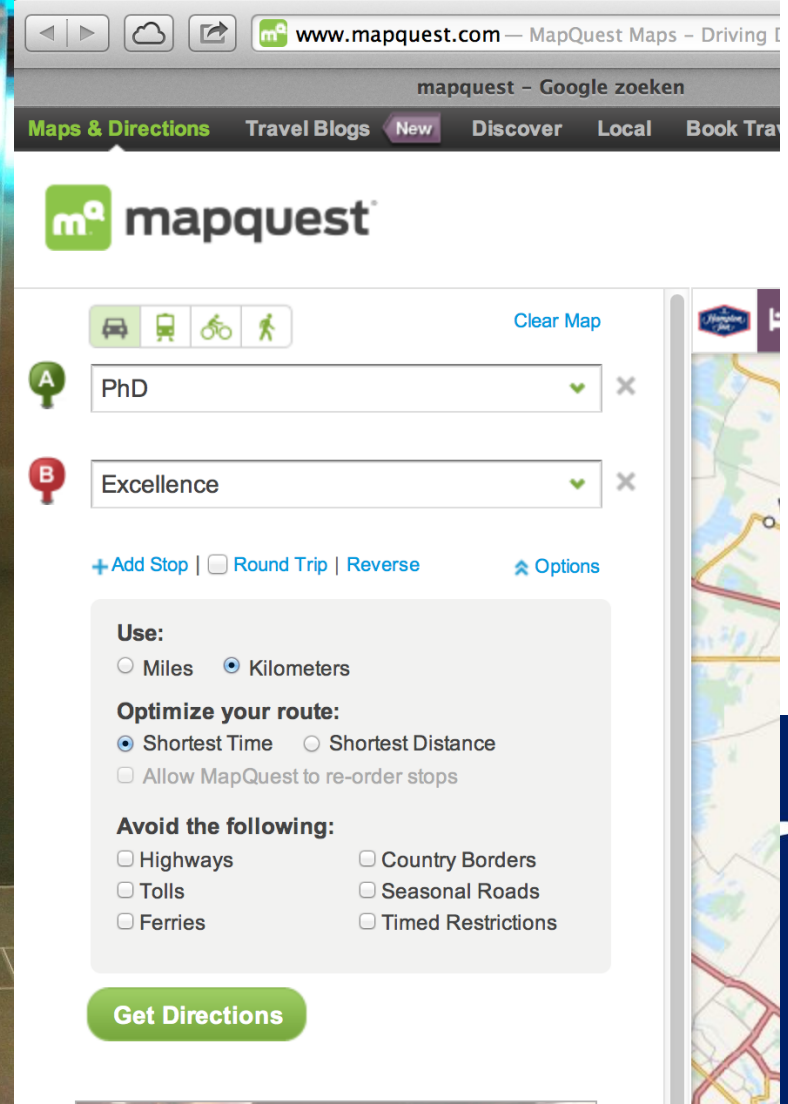 www.mapquest.com — MapQuest Maps – Driving
mapquest – Google zoeken
Maps & Directions Travel Blogs New Discover Local Book
mapquest
Clear Map
Hampton Inn
A
PhD
B
Excellence
+ Add Stop | Round Trip | Reverse Options
Use:
Miles Kilometers
Optimize your route:
Shortest Time Shortest Distance
Allow MapQuest to re-order stops
Avoid the following:
Highways Country Borders
Tolls Seasonal Roads
Ferries Timed Restrictions
Get Directions